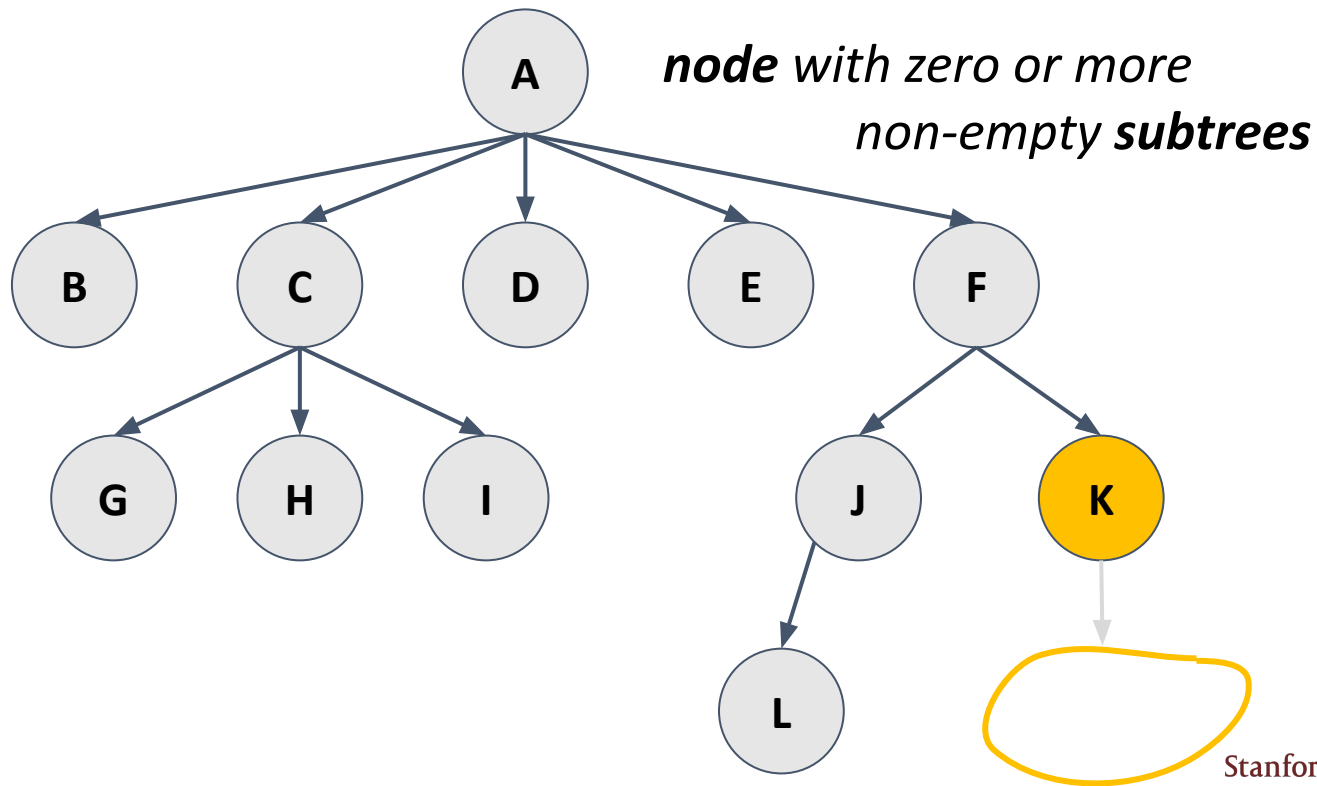 A
node with zero or more
non-empty subtrees
B C D E F
G H I J K
L
Stanfor